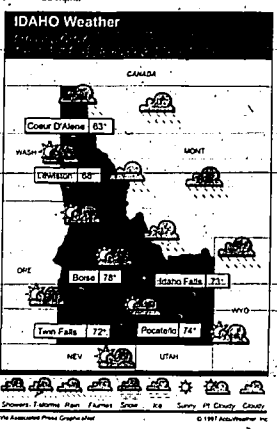 IDAHO Weather
CANADA
Coeur D'Alene 63°
WASH
MONT
Lewiston 68°
ORE
Boise 78°
Idaho Falls 73°
WYO
Twin Falls 72°
Pocatello 74°
NEV
UTAH
Showers T-storms Rain Flurries Snow Ice Sunny Pt. Cloudy Cloudy
Via Associated Press GraphicsNet
© 1997 AccuWeather, Inc.